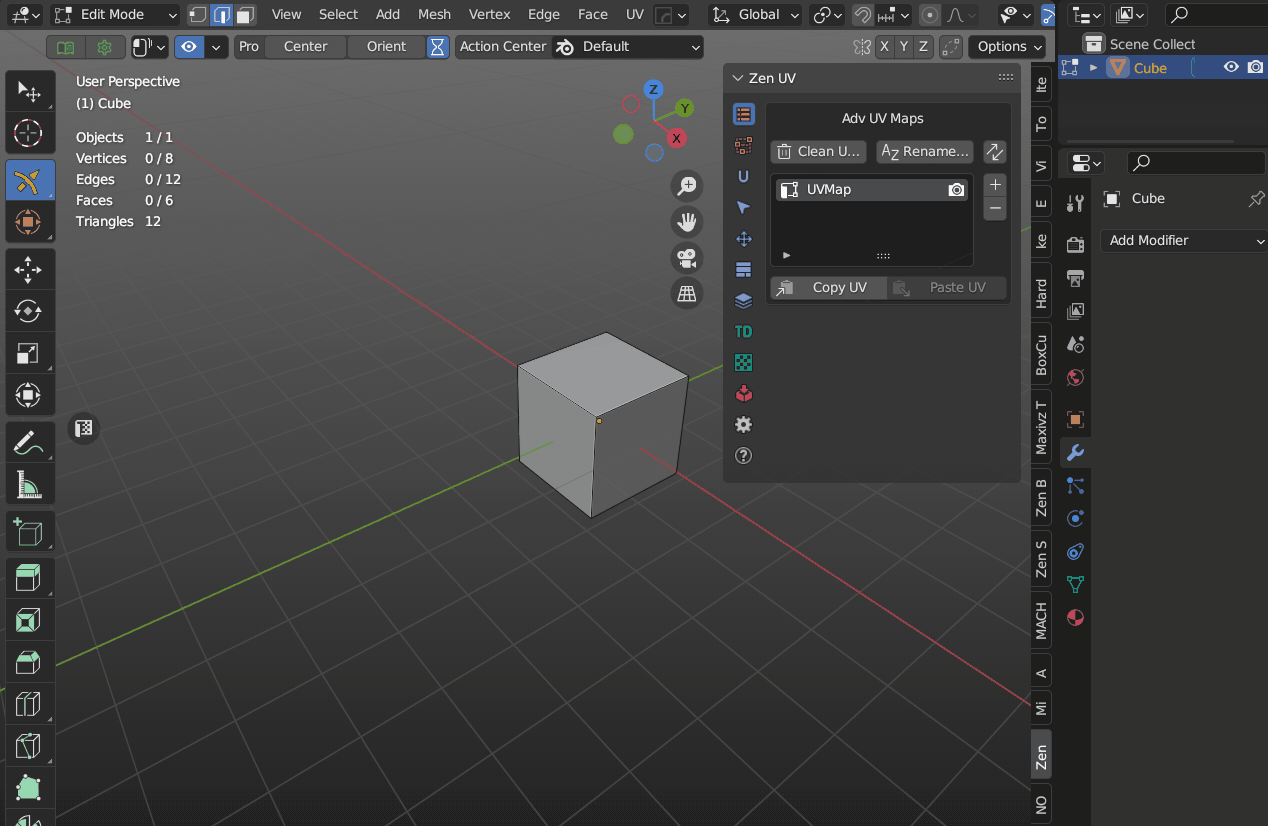 Edit Mode View Select Add Mesh Vertex Edge Face UV Global
Pro Center Orient Action Center Default X Y Z Options
Scene Collect
Cube
User Perspective
(1) Cube
Objects 1 / 1
Vertices 0 / 8
Edges 0 / 12
Faces 0 / 6
Triangles 12
Z
Y
X
Zen UV
Adv UV Maps
Clean U... AZ Rename...
UVMap
Copy UV Paste UV
U
TD
Ite
To
Vi
E
ke
Hard
BoxCu
Maxivz T
Zen B
Zen S
MACH
A
Mi
Zen
NO
Cube
Add Modifier